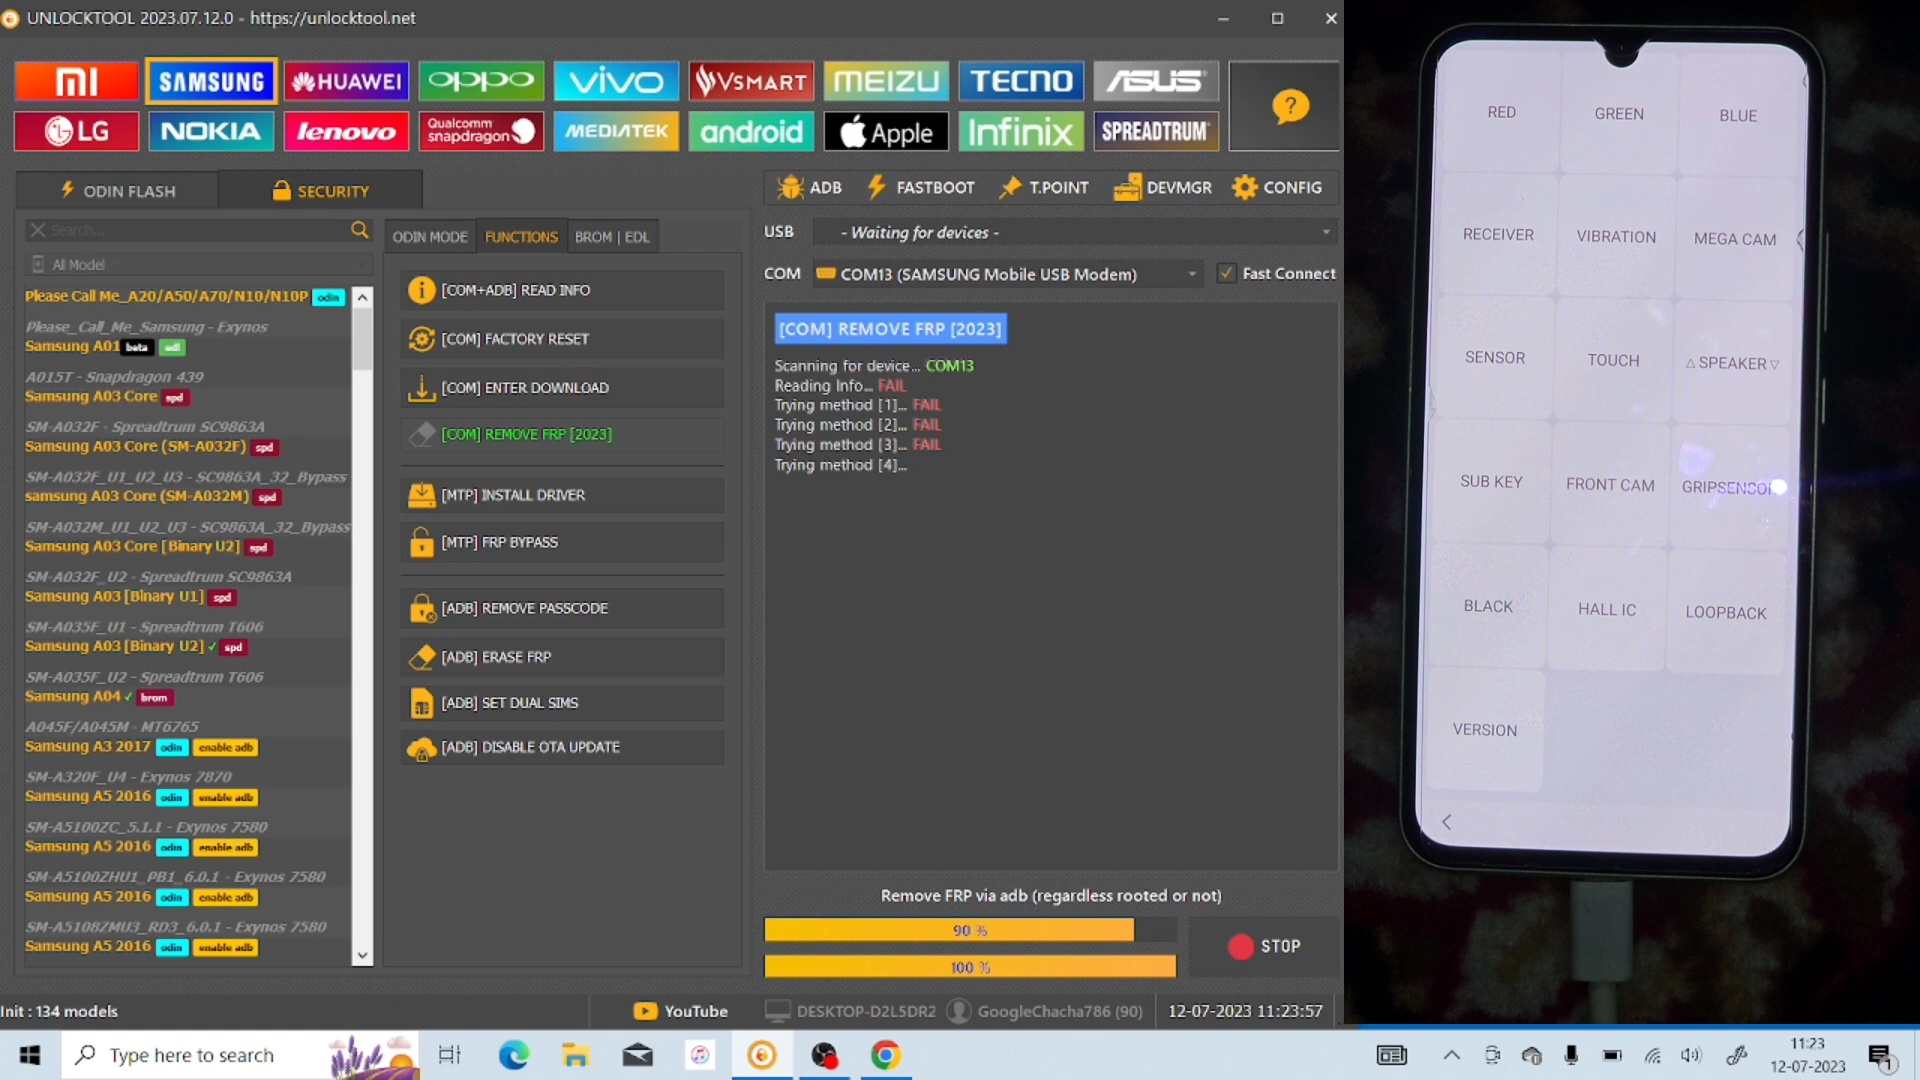 UNLOCKTOOL 2023.07.12.0 - https://unlocktool.net
SAMSUNG
HUAWEI
oppo
vivo
VSMART
MEIZU
TECNO
ASUS
LG
NOKIA
lenovo
Qualcomm snapdragon
MEDIATEK
android
Apple
Infinix
SPREADTRUM
ODIN FLASH
SECURITY
ADB
FASTBOOT
T.POINT
DEVMGR
CONFIG
Search...
All Model
Please Call Me_A20/A50/A70/N10/N10P odin
Please_Call_Me_Samsung - Exynos
Samsung A01 beta edl
A015T - Snapdragon 439
Samsung A03 Core spd
SM-A032F - Spreadtrum SC9863A
Samsung A03 Core (SM-A032F) spd
SM-A032F_U1_U2_U3 - SC9863A_32_Bypass
samsung A03 Core (SM-A032M) spd
SM-A032M_U1_U2_U3 - SC9863A_32_Bypass
Samsung A03 Core [Binary U2] spd
SM-A032F_U2 - Spreadtrum SC9863A
Samsung A03 [Binary U1] spd
SM-A035F_U1 - Spreadtrum T606
Samsung A03 [Binary U2] ✓ spd
SM-A035F_U2 - Spreadtrum T606
Samsung A04 ✓ brom
A045F/A045M - MT6765
Samsung A3 2017 odin enable adb
SM-A320F_U4 - Exynos 7870
Samsung A5 2016 odin enable adb
SM-A5100ZC_5.1.1 - Exynos 7580
Samsung A5 2016 odin enable adb
SM-A5100ZHU1_PB1_6.0.1 - Exynos 7580
Samsung A5 2016 odin enable adb
SM-A5108ZMU3_RD3_6.0.1 - Exynos 7580
Samsung A5 2016 odin enable adb
ODIN MODE
FUNCTIONS
BROM | EDL
[COM+ADB] READ INFO
[COM] FACTORY RESET
[COM] ENTER DOWNLOAD
[COM] REMOVE FRP [2023]
[MTP] INSTALL DRIVER
[MTP] FRP BYPASS
[ADB] REMOVE PASSCODE
[ADB] ERASE FRP
[ADB] SET DUAL SIMS
[ADB] DISABLE OTA UPDATE
USB - Waiting for devices -
COM COM13 (SAMSUNG Mobile USB Modem) Fast Connect
[COM] REMOVE FRP [2023]
Scanning for device... COM13
Reading Info... FAIL
Trying method [1]... FAIL
Trying method [2]... FAIL
Trying method [3]... FAIL
Trying method [4]...
Remove FRP via adb (regardless rooted or not)
90 %
100 %
STOP
Init : 134 models
YouTube
DESKTOP-D2L5DR2
GoogleChacha786 (90)
12-07-2023 11:23:57
Type here to search
11:23
12-07-2023
1
RED
GREEN
BLUE
RECEIVER
VIBRATION
MEGA CAM
SENSOR
TOUCH
△ SPEAKER ▽
SUB KEY
FRONT CAM
GRIPSENSOR
BLACK
HALL IC
LOOPBACK
VERSION